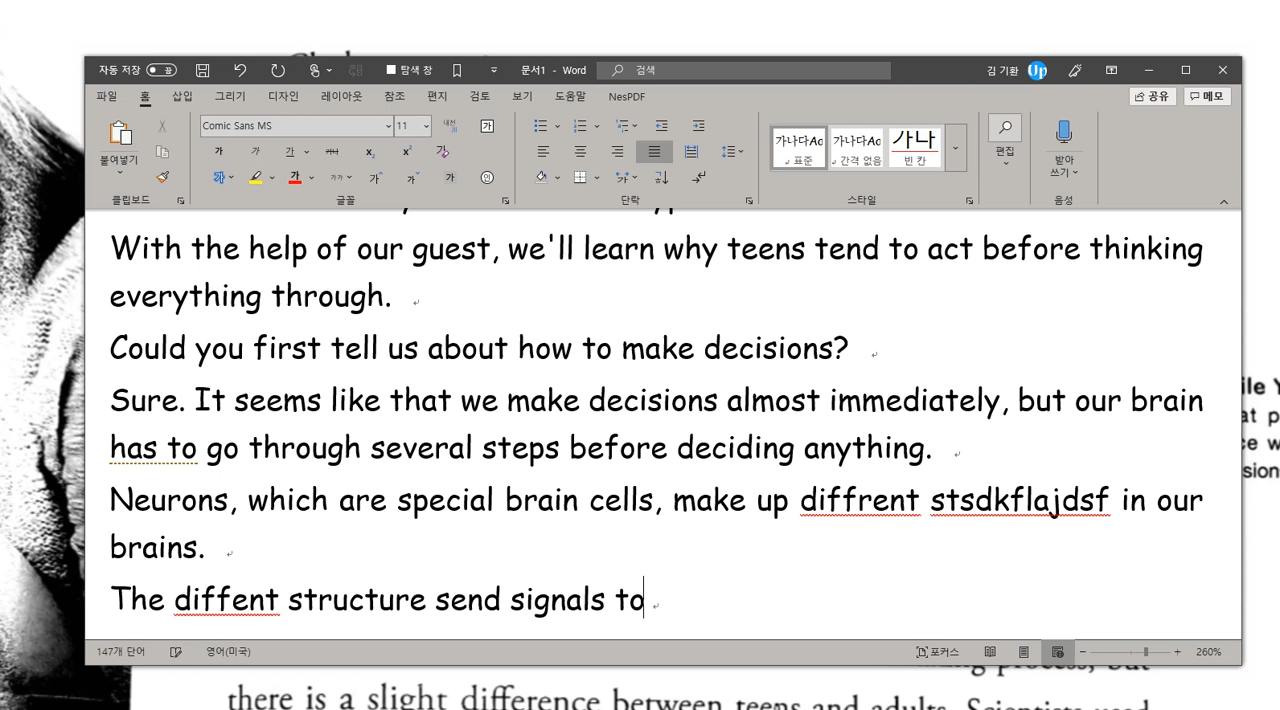 자동 저장 끔 탐색 창 문서1 - Word 검색 김 기환 Up
파일 홈 삽입 그리기 디자인 레이아웃 참조 편지 검토 보기 도움말 NesPDF 공유 메모
Comic Sans MS 11 가나다Aa 가나다Aa 가나
붙여넣기 표준 간격 없음 빈 칸 편집 받아
쓰기
클립보드 글꼴 단락 스타일 음성
With the help of our guest, we'll learn why teens tend to act before thinking
everything through.
Could you first tell us about how to make decisions?
Sure. It seems like that we make decisions almost immediately, but our brain
has to go through several steps before deciding anything.
Neurons, which are special brain cells, make up diffrent stsdkflajdsf in our
brains.
The diffent structure send signals to
147개 단어 영어(미국) 포커스 260%
there is a slight difference between teens and adults. Scientists used